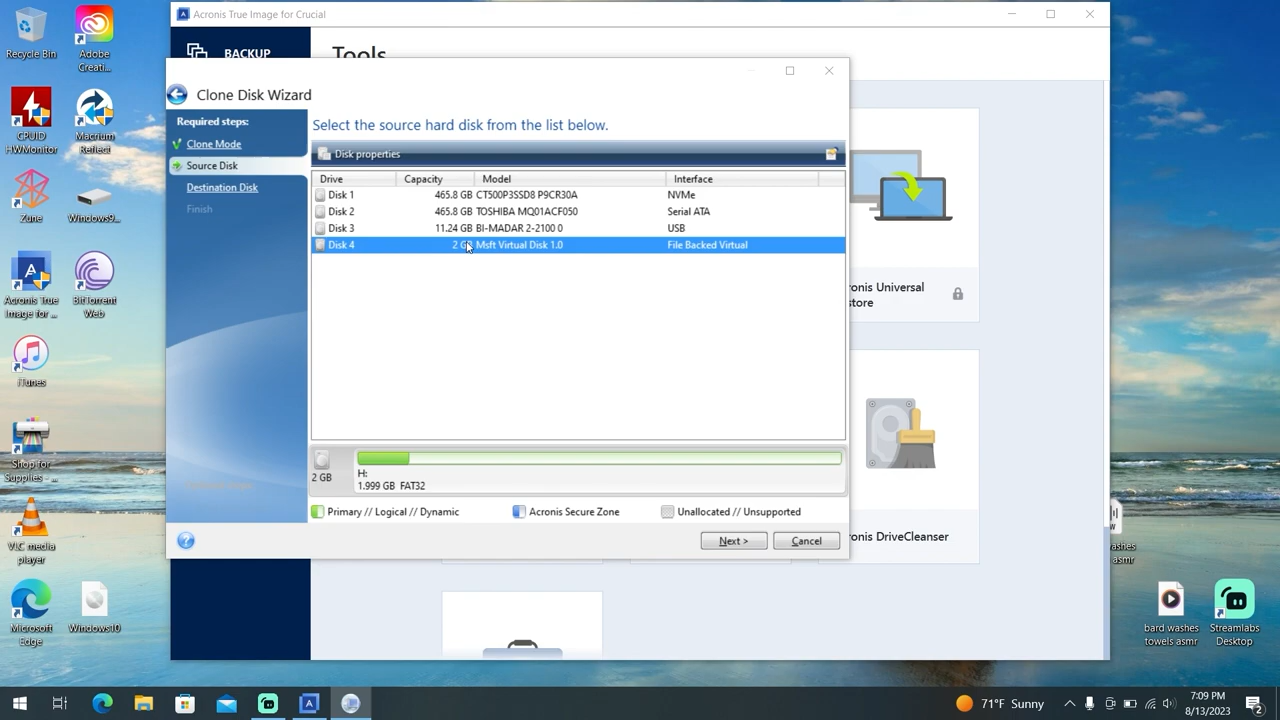 Recycle Bin
Adobe
Creati...
CPUID
HWMonitor
Macrium
Reflect
Zune
Windows9...
Acronis True
Image for ...
BitTorrent
Web
iTunes
Shop for
Supplies - ...
VLC media
player
Microsoft
Edge
Windows10
Acronis True Image for Crucial
BACKUP
Tools
Clone Disk Wizard
Required steps:
Clone Mode
Source Disk
Destination Disk
Finish
Select the source hard disk from the list below.
Disk properties
Drive Capacity Model Interface
Disk 1 465.8 GB CT500P3SSD8 P9CR30A NVMe
Disk 2 465.8 GB TOSHIBA MQ01ACF050 Serial ATA
Disk 3 11.24 GB BI-MADAR 2-2100 0 USB
Disk 4 2 GB Msft Virtual Disk 1.0 File Backed Virtual
2 GB
H:
1.999 GB FAT32
Primary // Logical // Dynamic Acronis Secure Zone Unallocated // Unsupported
Next > Cancel
ronis Universal
store
ronis DriveCleanser
bard washes
towels asmr
Streamlabs
Desktop
71°F Sunny
7:09 PM
8/13/2023
2